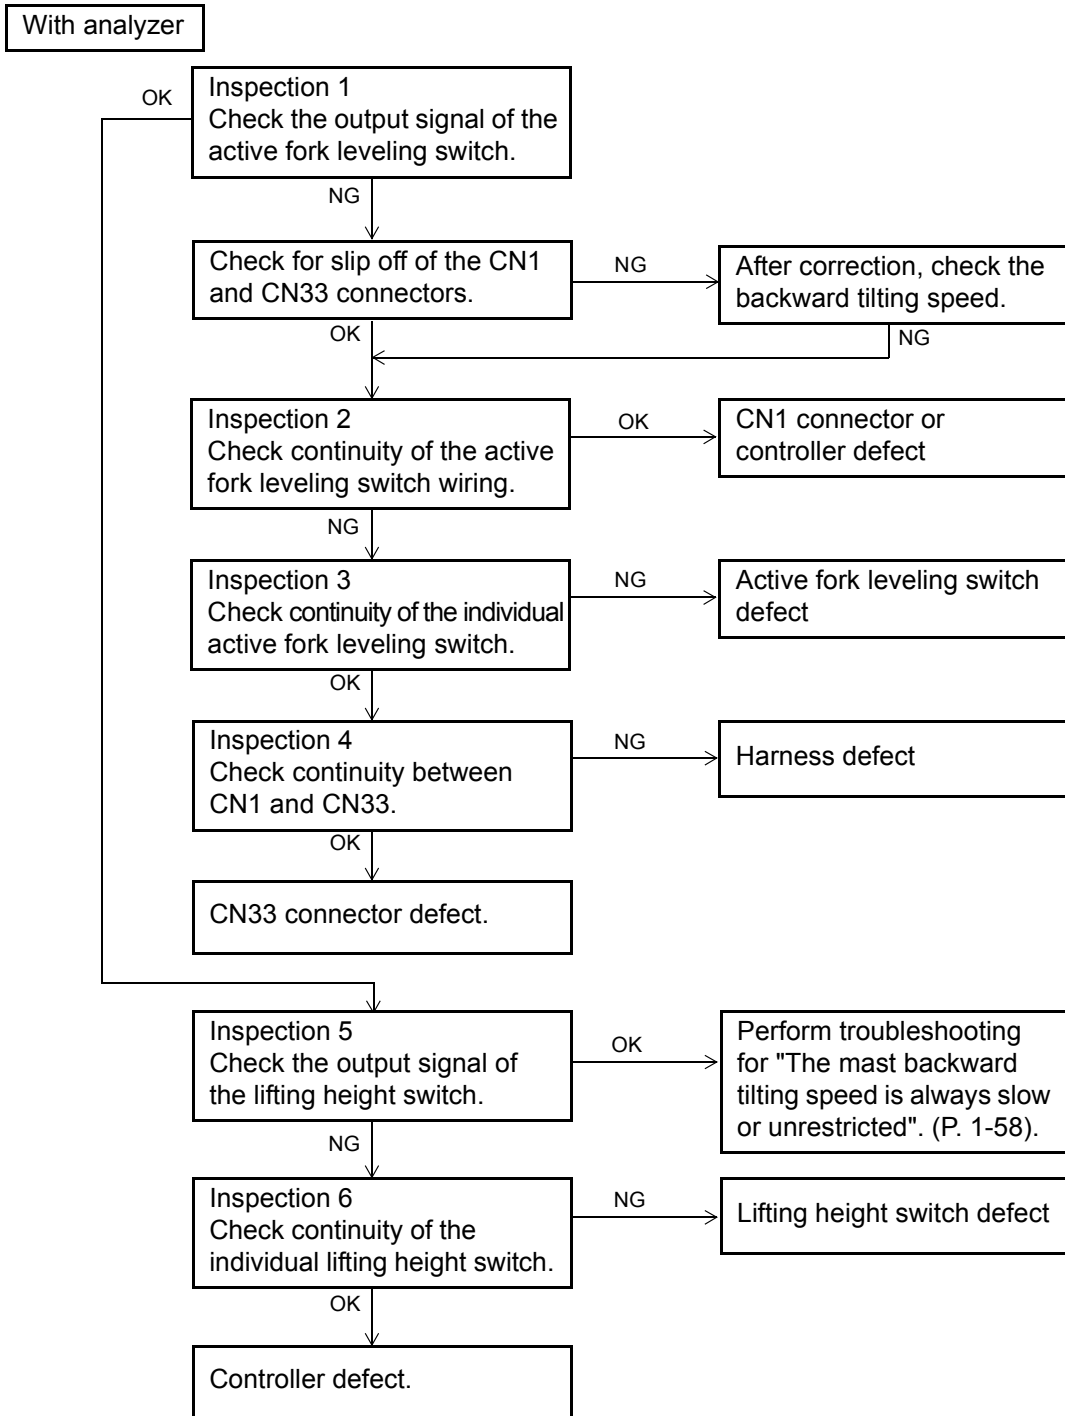 With analyzer
OK
Inspection 1
Check the output signal of the
active fork leveling switch.
NG
Check for slip off of the CN1
and CN33 connectors.
NG
After correction, check the
backward tilting speed.
OK
NG
Inspection 2
Check continuity of the active
fork leveling switch wiring.
OK
CN1 connector or
controller defect
NG
Inspection 3
Check continuity of the individual
active fork leveling switch.
NG
Active fork leveling switch
defect
OK
Inspection 4
Check continuity between
CN1 and CN33.
NG
Harness defect
OK
CN33 connector defect.
Inspection 5
Check the output signal of
the lifting height switch.
OK
Perform troubleshooting
for "The mast backward
tilting speed is always slow
or unrestricted". (P. 1-58).
NG
Inspection 6
Check continuity of the
individual lifting height switch.
NG
Lifting height switch defect
OK
Controller defect.